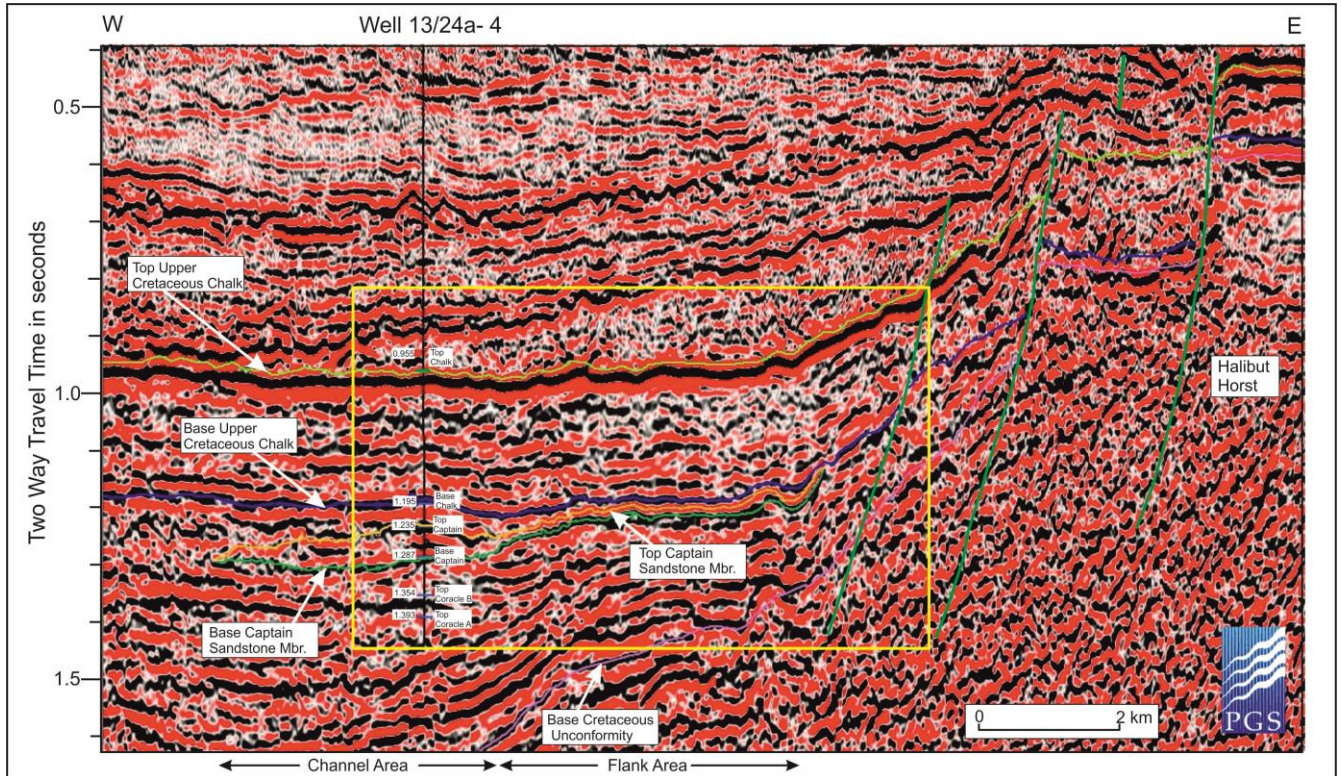 W
Well 13/24a- 4
E
Two Way Travel Time in seconds
0.5
1.0
1.5
Top Upper
Cretaceous Chalk
0.955
Top
Chalk
Halibut
Horst
Base Upper
Cretaceous Chalk
1.195
Base
Chalk
1.235
Top
Captain
1.287
Base
Captain
Top Captain
Sandstone Mbr.
1.354
Top
Coracle B
1.393
Top
Coracle A
Base Captain
Sandstone Mbr.
Base Cretaceous
Unconformity
0
2 km
PGS
Channel Area
Flank Area